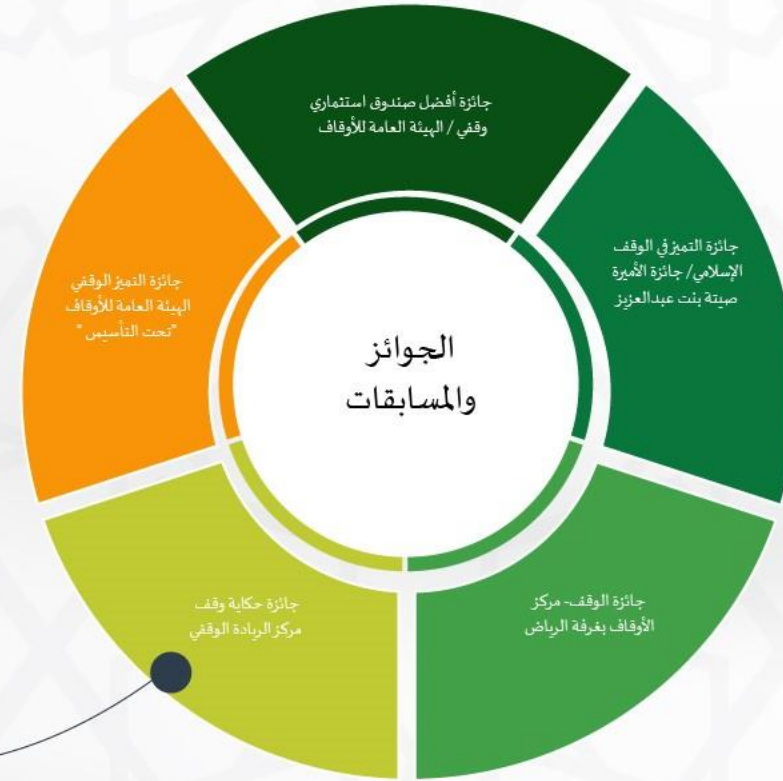 جائزة أفضل صندوق استثماري
وقفي / الهيئة العامة للأوقاف
جائزة التميز في الوقف
الإسلامي/ جائزة الأميرة
صيتة بنت عبدالعزيز
جائزة التميز الوقفي
الهيئة العامة للأوقاف
"تحت التأسيس "
الجوائز
والمسابقات
جائزة الوقف- مركز
الأوقاف بغرفة الرياض
جائزة حكاية وقف
مركز الريادة الوقفي